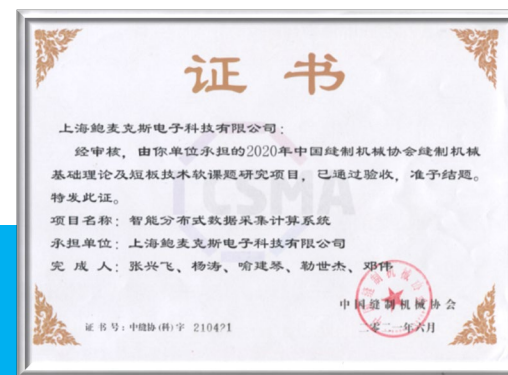 证书
上海鲍麦克斯电子科技有限公司：
经审核，由你单位承担的2020年中国缝制机械协会缝制机械
基础理论及短板技术软课题研究项目，已通过验收，准予结题。
特发此证。
项目名称：智能分布式数据采集计算系统
承担单位：上海鲍麦克斯电子科技有限公司
完成人：张兴飞、杨涛、喻建琴、勒世杰、邓伟
中国缝制机械协会
证书号：中缝协(科)字 210421
二零二一年六月
CSMA